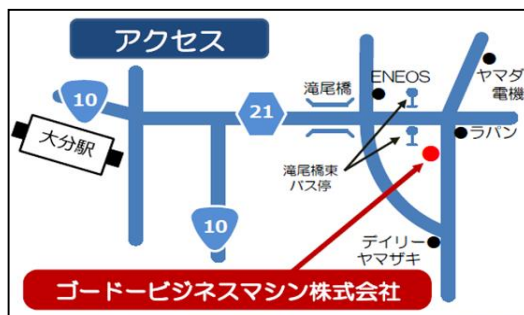 アクセス
10
大分駅
21
滝尾橋
ENEOS
ヤマダ
電機
ラパン
滝尾橋東
バス停
10
デイリー
ヤマザキ
ゴードービジネスマシン株式会社